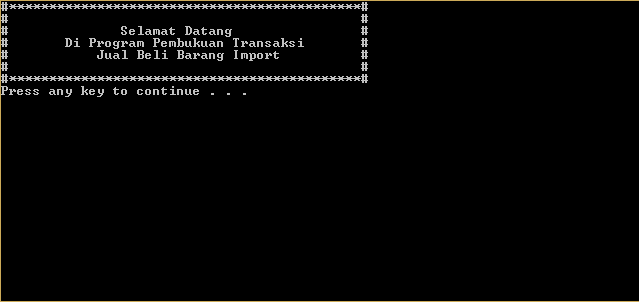 #********************************************#
#                                            #
#              Selamat Datang                #
#       Di Program Pembukuan Transaksi       #
#           Jual Beli Barang Import          #
#                                            #
#********************************************#
Press any key to continue . . .